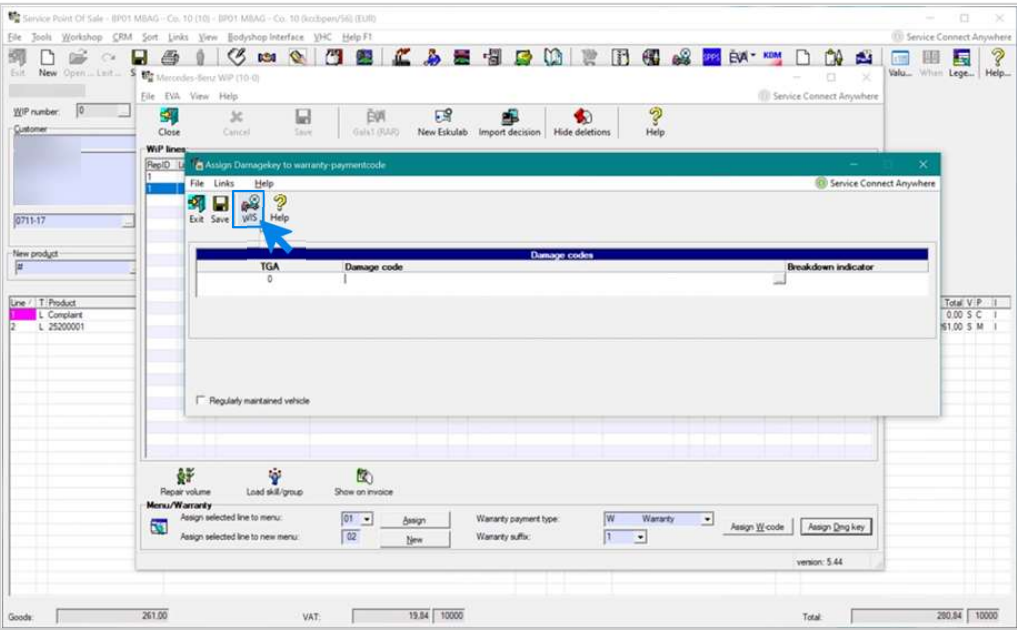 Service Point Of Sale - BP01 MBAG - Co. 10 (10) - BP01 MBAG - Co. 10 (kccbpen/56) (EUR)
File Tools Workshop CRM Sort Links View Bodyshop Interface VHC Help F1
Service Connect Anywhere
Exit New Open... Last... S
SPPS EVA KDM
Valu... When Lege... Help...
Mercedes-Benz WIP (10-0)
File EVA View Help
Service Connect Anywhere
WIP number: 0
Close Cancel Save Gala1 (RAR) New Eskulab Import decision Hide deletions Help
Customer
WIP lines
RepID
1
1
Assign Damagekey to warranty-paymentcode
File Links Help
Service Connect Anywhere
Exit Save WIS Help
0711-17
Damage codes
TGA Damage code Breakdown indicator
0
New product
#
Line / T Product
Total V P I
1 L Complaint
0.00 S C I
2 L 25200001
S M I
Regularly maintained vehicle
Repair volume Load skill/group Show on invoice
Menu/Warranty
Assign selected line to menu: 01 Assign
Warranty payment type: W Warranty
Assign W-code Assign Dmg key
Assign selected line to new menu: 02 New
Warranty suffix: 1
version: 5.44
Goods: 261.00 VAT: 19.84 10000 Total: 280.84 10000